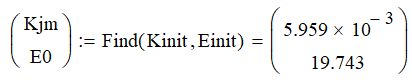 (Kjm
E0) := Find(Kinit, Einit) = (5.959 × 10⁻³
19.743)